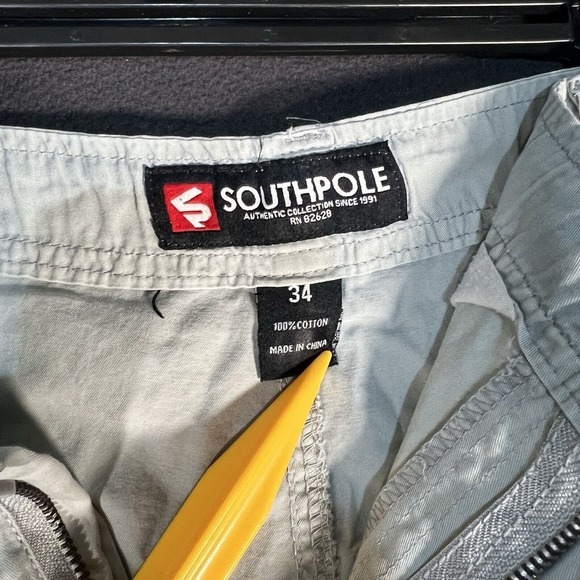 SOUTHPOLE
AUTHENTIC COLLECTION SINCE 1991
RN 82628
34
100% COTTON
MADE IN CHINA